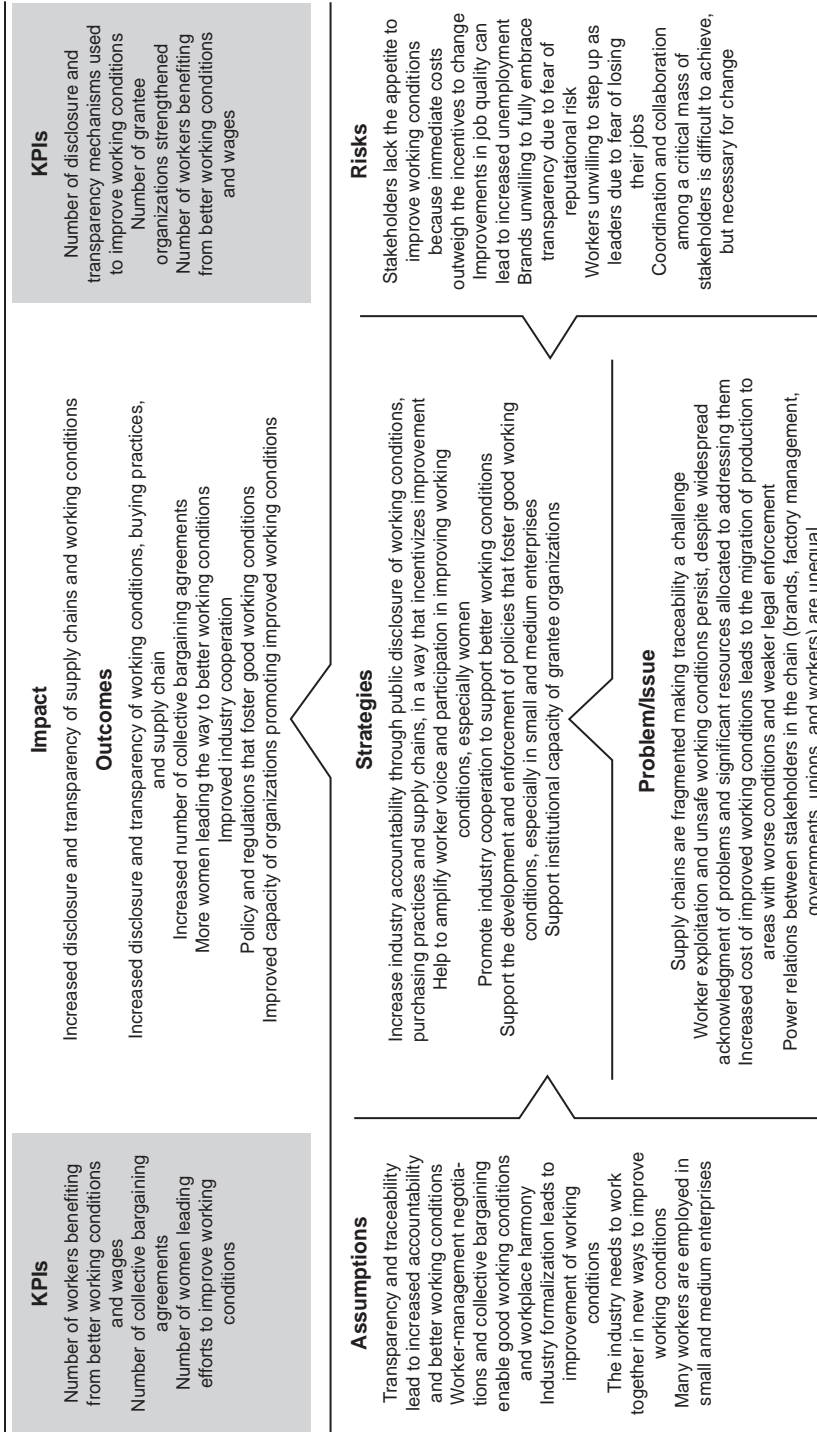 KPIs
Number of workers benefiting
from better working conditions
and wages
Number of collective bargaining
agreements
Number of women leading
efforts to improve working
conditions
Impact
Increased disclosure and transparency of supply chains and working conditions
Outcomes
Increased disclosure and transparency of working conditions, buying practices,
and supply chain
Increased number of collective bargaining agreements
More women leading the way to better working conditions
Improved industry cooperation
Policy and regulations that foster good working conditions
Improved capacity of organizations promoting improved working conditions
KPIs
Number of disclosure and
transparency mechanisms used
to improve working conditions
Number of grantee
organizations strengthened
Number of workers benefiting
from better working conditions
and wages
Assumptions
Transparency and traceability
lead to increased accountability
and better working conditions
Worker-management negotia-
tions and collective bargaining
enable good working conditions
and workplace harmony
Industry formalization leads to
improvement of working
conditions
The industry needs to work
together in new ways to improve
working conditions
Many workers are employed in
small and medium enterprises
Strategies
Increase industry accountability through public disclosure of working conditions,
purchasing practices and supply chains, in a way that incentivizes improvement
Help to amplify worker voice and participation in improving working
conditions, especially women
Promote industry cooperation to support better working conditions
Support the development and enforcement of policies that foster good working
conditions, especially in small and medium enterprises
Support institutional capacity of grantee organizations
Problem/Issue
Supply chains are fragmented making traceability a challenge
Worker exploitation and unsafe working conditions persist, despite widespread
acknowledgment of problems and significant resources allocated to addressing them
Increased cost of improved working conditions leads to the migration of production to
areas with worse conditions and weaker legal enforcement
Power relations between stakeholders in the chain (brands, factory management,
governments, unions, and workers) are unequal
Risks
Stakeholders lack the appetite to
improve working conditions
because immediate costs
outweigh the incentives to change
Improvements in job quality can
lead to increased unemployment
Brands unwilling to fully embrace
transparency due to fear of
reputational risk
Workers unwilling to step up as
leaders due to fear of losing
their jobs
Coordination and collaboration
among a critical mass of
stakeholders is difficult to achieve,
but necessary for change